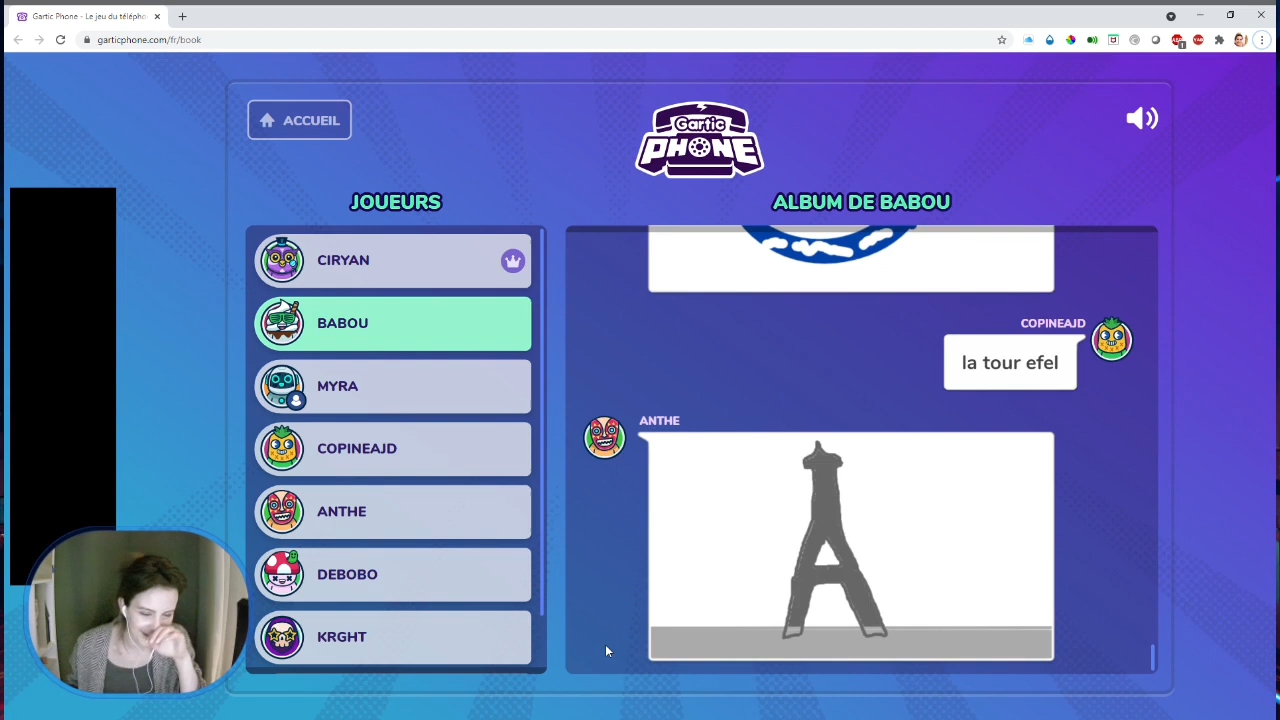 Gartic Phone - Le jeu du télépho
garticphone.com/fr/book
ACCUEIL
Gartic
PHONE
JOUEURS
ALBUM DE BABOU
CIRYAN
BABOU
MYRA
COPINEAJD
ANTHE
DEBOBO
KRGHT
COPINEAJD
la tour efel
ANTHE